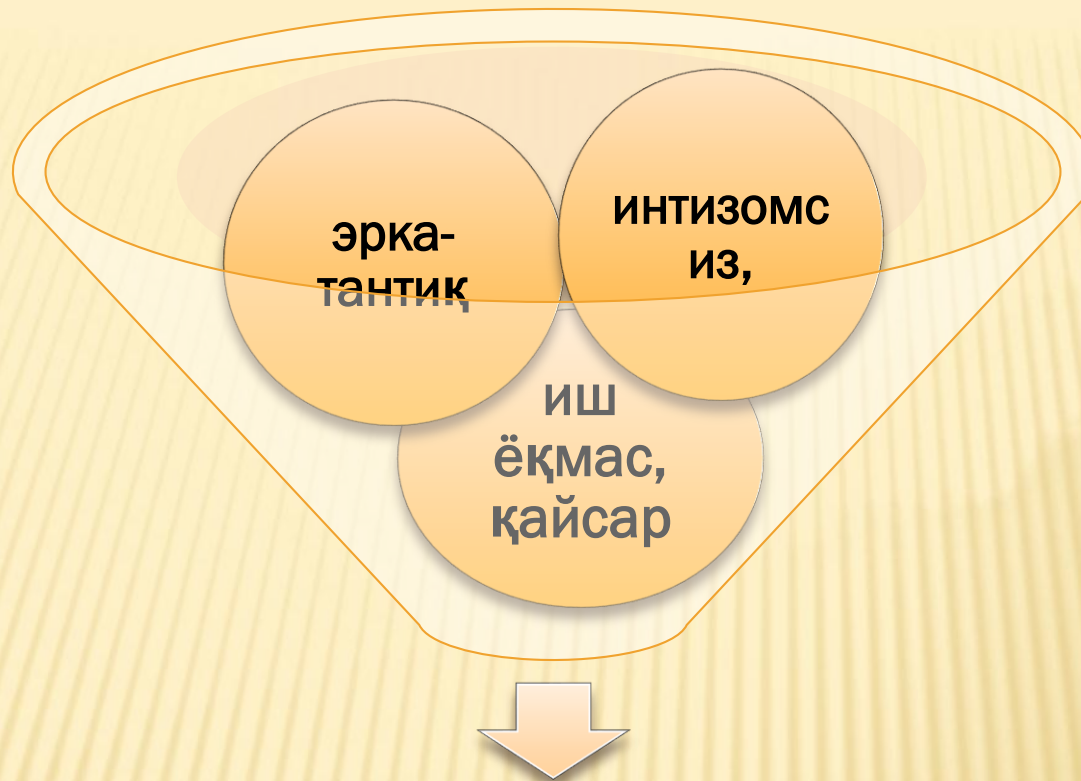 эрка-
тантиқ
интизомс
из,
иш
ёқмас,
қайсар